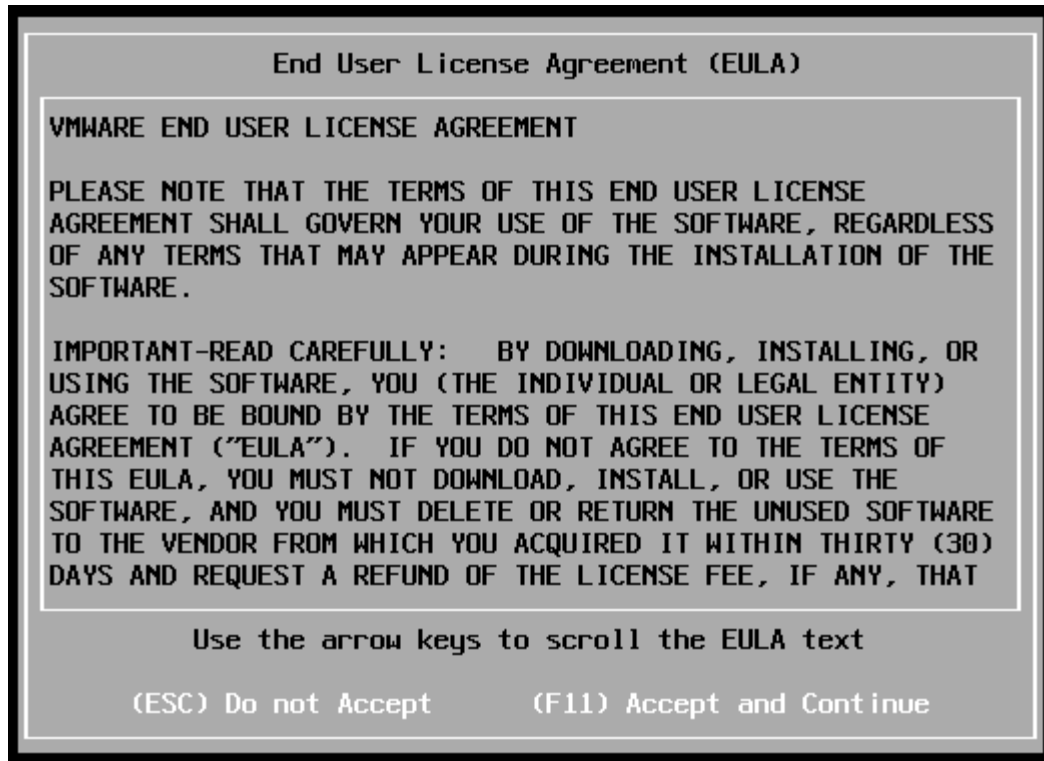 End User License Agreement (EULA)
VMWARE END USER LICENSE AGREEMENT
PLEASE NOTE THAT THE TERMS OF THIS END USER LICENSE
AGREEMENT SHALL GOVERN YOUR USE OF THE SOFTWARE, REGARDLESS
OF ANY TERMS THAT MAY APPEAR DURING THE INSTALLATION OF THE
SOFTWARE.
IMPORTANT-READ CAREFULLY:   BY DOWNLOADING, INSTALLING, OR
USING THE SOFTWARE, YOU (THE INDIVIDUAL OR LEGAL ENTITY)
AGREE TO BE BOUND BY THE TERMS OF THIS END USER LICENSE
AGREEMENT ("EULA").  IF YOU DO NOT AGREE TO THE TERMS OF
THIS EULA, YOU MUST NOT DOWNLOAD, INSTALL, OR USE THE
SOFTWARE, AND YOU MUST DELETE OR RETURN THE UNUSED SOFTWARE
TO THE VENDOR FROM WHICH YOU ACQUIRED IT WITHIN THIRTY (30)
DAYS AND REQUEST A REFUND OF THE LICENSE FEE, IF ANY, THAT
Use the arrow keys to scroll the EULA text
(ESC) Do not Accept (F11) Accept and Continue